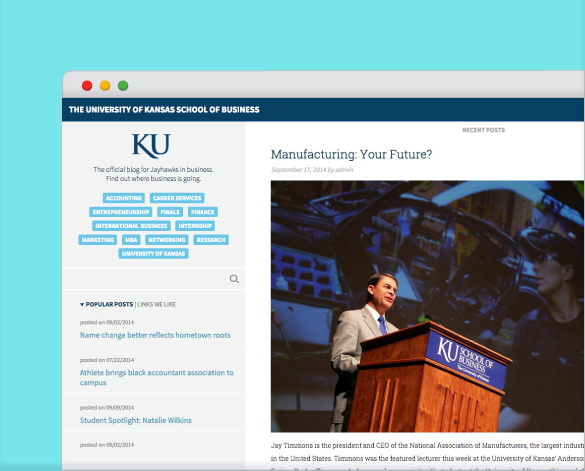 THE UNIVERSITY OF KANSAS SCHOOL OF BUSINESS
KU
The official blog for Jayhawks in business.
Find out where business is going.
ACCOUNTING CAREER SERVICES
ENTREPRENEURSHIP FINALS FINANCE
INTERNATIONAL BUSINESS INTERNSHIP
MARKETING MBA NETWORKING RESEARCH
UNIVERSITY OF KANSAS
POPULAR POSTS | LINKS WE LIKE
posted on 09/02/2014
Name change better reflects hometown roots
posted on 07/22/2014
Athlete brings black accountant association to
campus
posted on 09/09/2014
Student Spotlight: Natalie Wilkins
posted on 09/02/2014
RECENT POSTS
Manufacturing: Your Future?
September 17, 2014 by admin
KU SCHOOL OF
BUSINESS
The University of Kansas
Jay Timmons is the president and CEO of the National Association of Manufacturers, the largest indust
in the United States. Timmons was the featured lecturer this week at the University of Kansas' Anderso